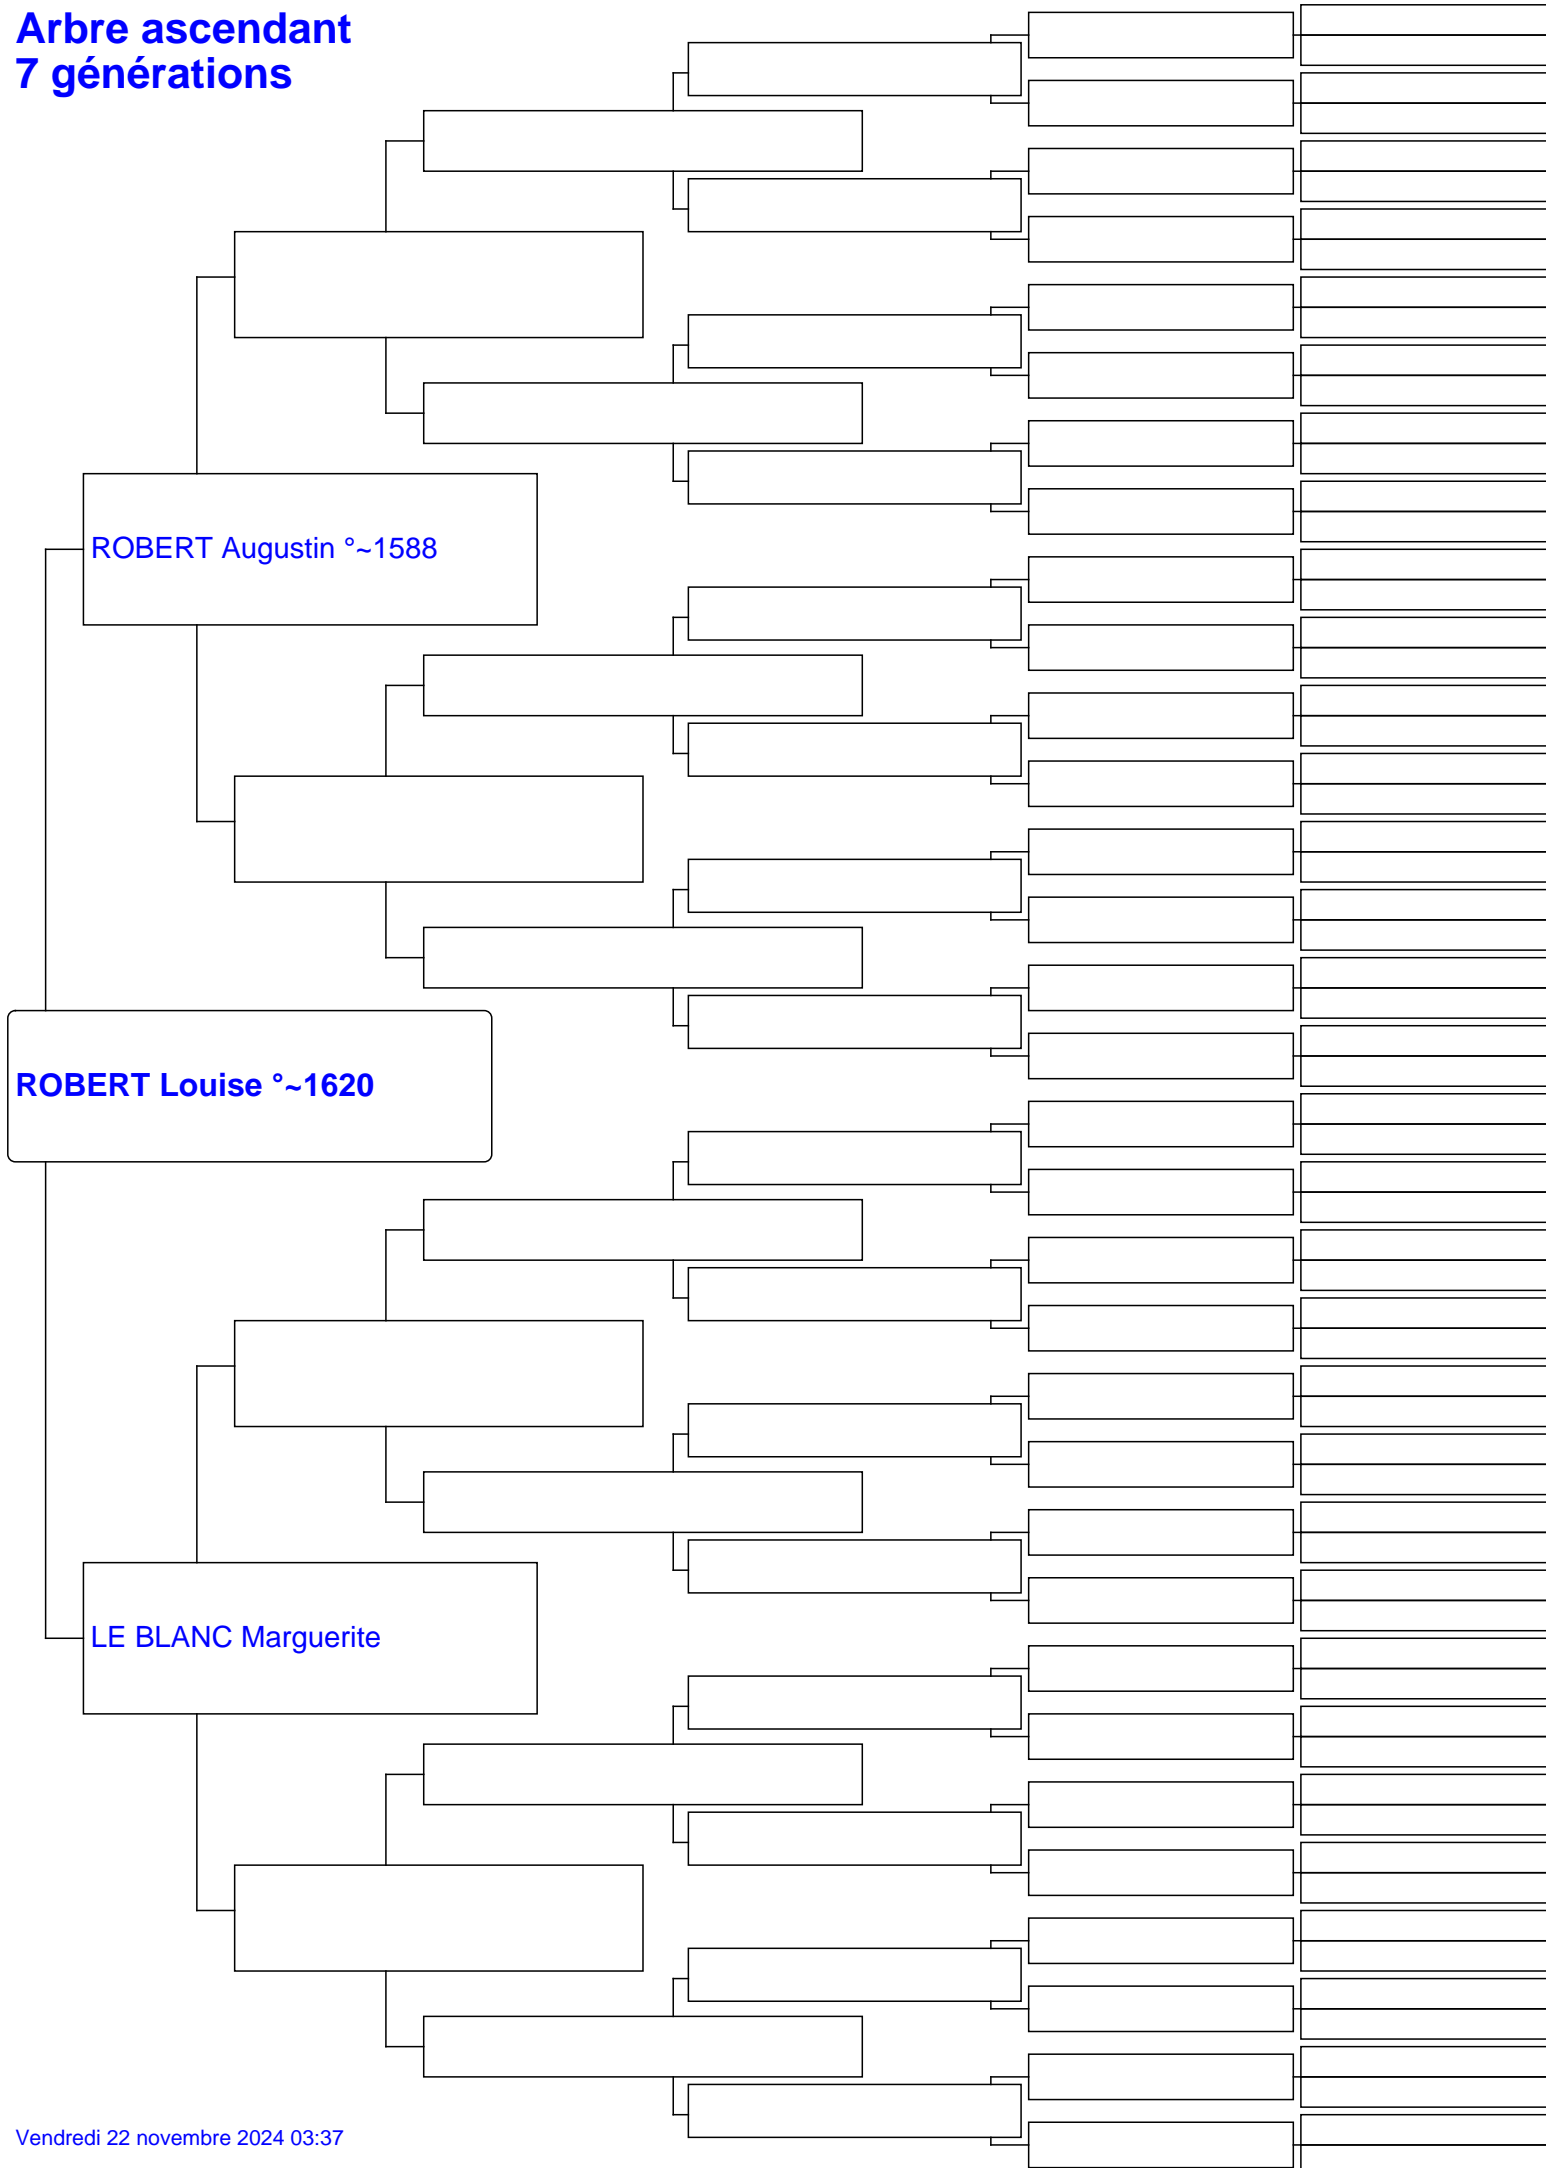 Arbre ascendant
7 générations
ROBERT Augustin °~1588
ROBERT Louise °~1620
LE BLANC Marguerite
Vendredi 22 novembre 2024 03:37